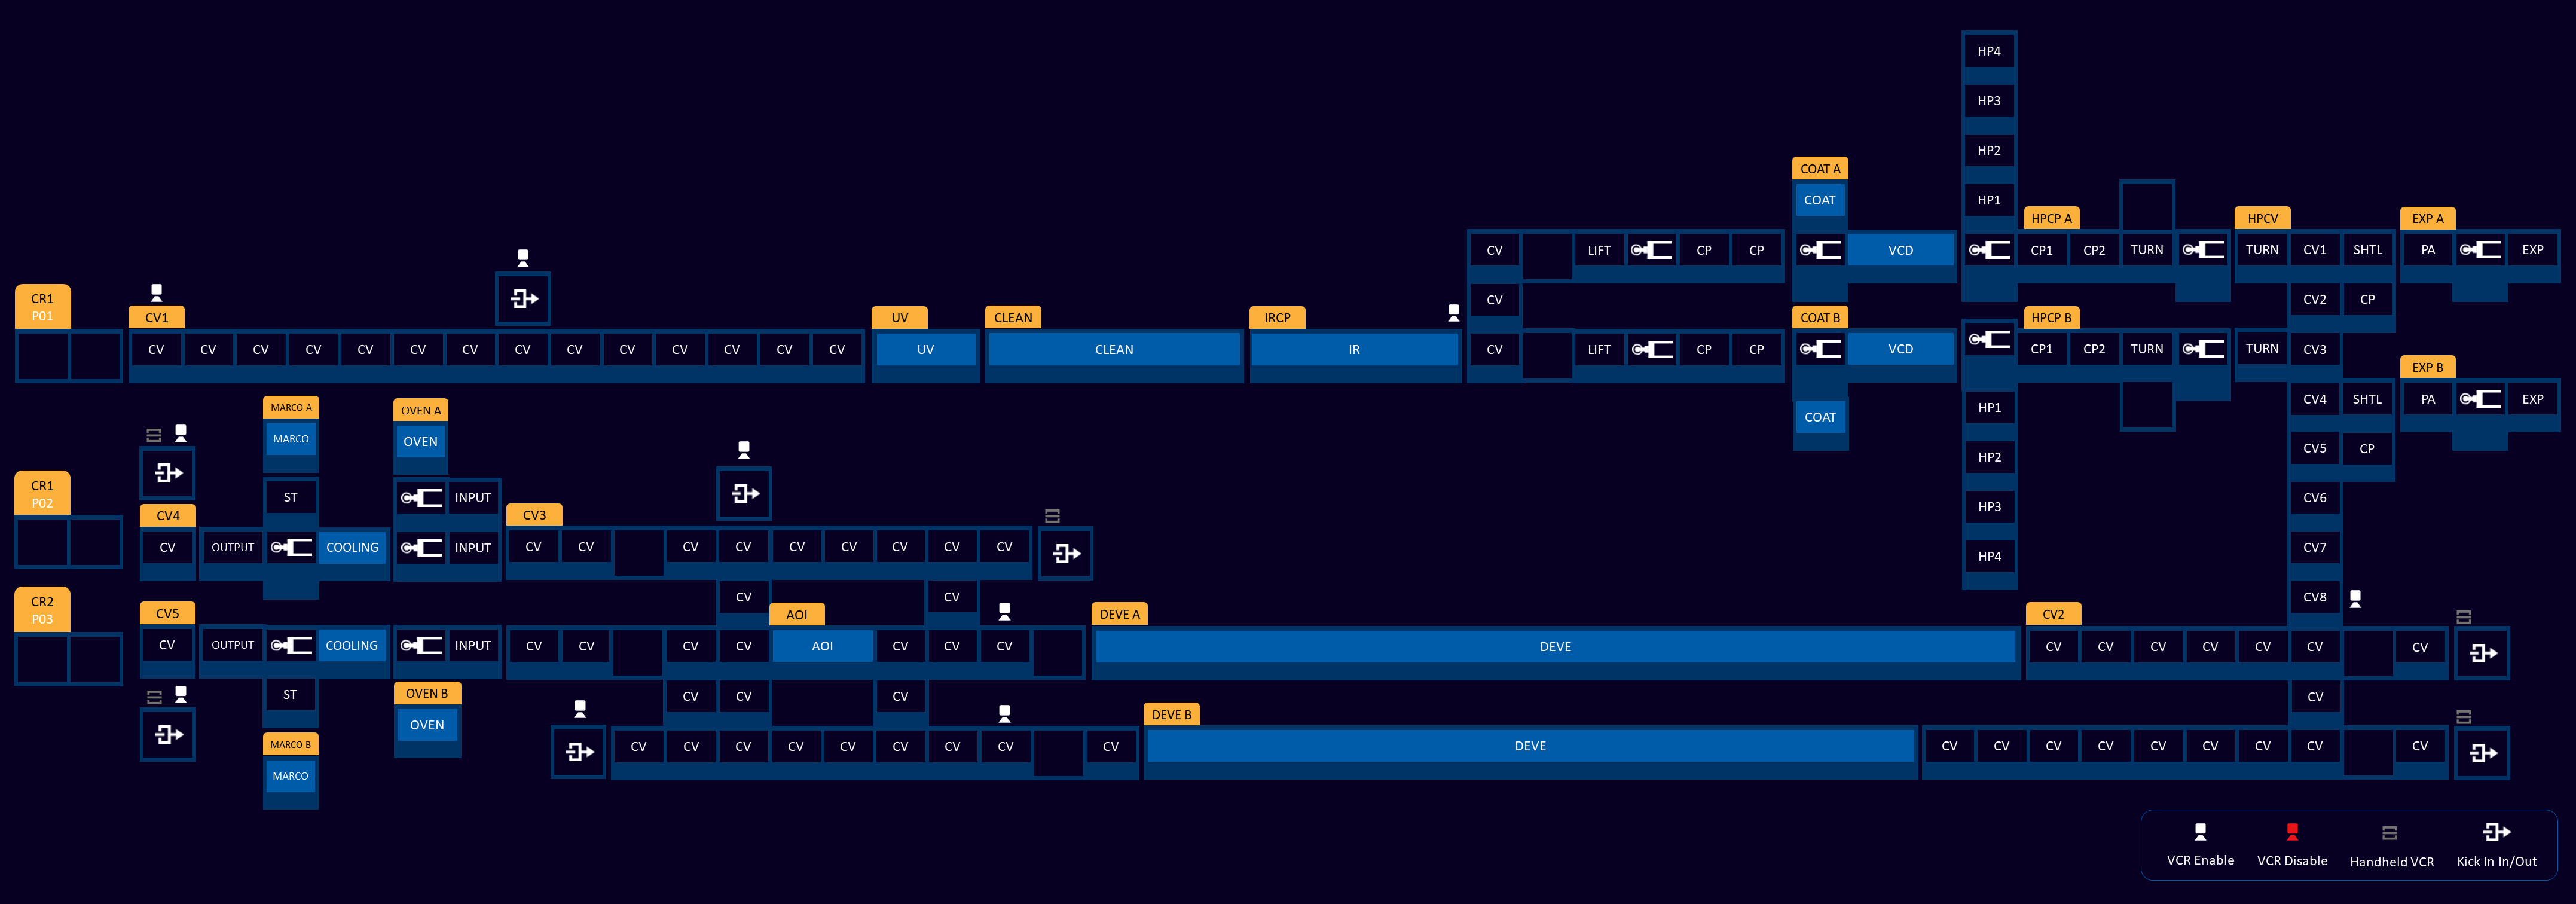 HP4
HP3
HP2
COAT A
COAT
HP1
HPCP A
HPCV
EXP A
CV LIFT CP CP VCD CP1 CP2 TURN TURN CV1 SHTL PA EXP
CR1
P01
CV1
UV
CLEAN
IRCP
CV
COAT B
HPCP B
CV2 CP
CV CV CV CV CV CV CV CV CV CV CV CV CV CV UV CLEAN IR CV LIFT CP CP VCD CP1 CP2 TURN TURN CV3
EXP B
MARCO A
OVEN A
COAT
HP1
CV4 SHTL PA EXP
MARCO
OVEN
HP2
CV5 CP
CR1
P02
ST
INPUT
HP3
CV6
CV4
CV3
CV OUTPUT COOLING INPUT CV CV CV CV CV CV CV CV CV
HP4
CV7
CR2
P03
CV CV
CV8
CV5
AOI
DEVE A
CV2
CV OUTPUT COOLING INPUT CV CV CV CV AOI CV CV CV DEVE CV CV CV CV CV CV CV
ST
OVEN B
CV CV CV
CV
OVEN
DEVE B
MARCO B
CV CV CV CV CV CV CV CV CV DEVE CV CV CV CV CV CV CV CV CV
MARCO
VCR Enable VCR Disable Handheld VCR Kick In In/Out